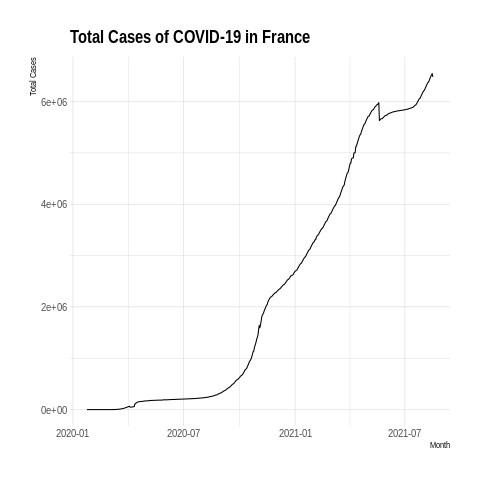 Total Cases of COVID-19 in France
Total Cases
6e+06
4e+06
2e+06
0e+00
2020-01 2020-07 2021-01 2021-07
Month